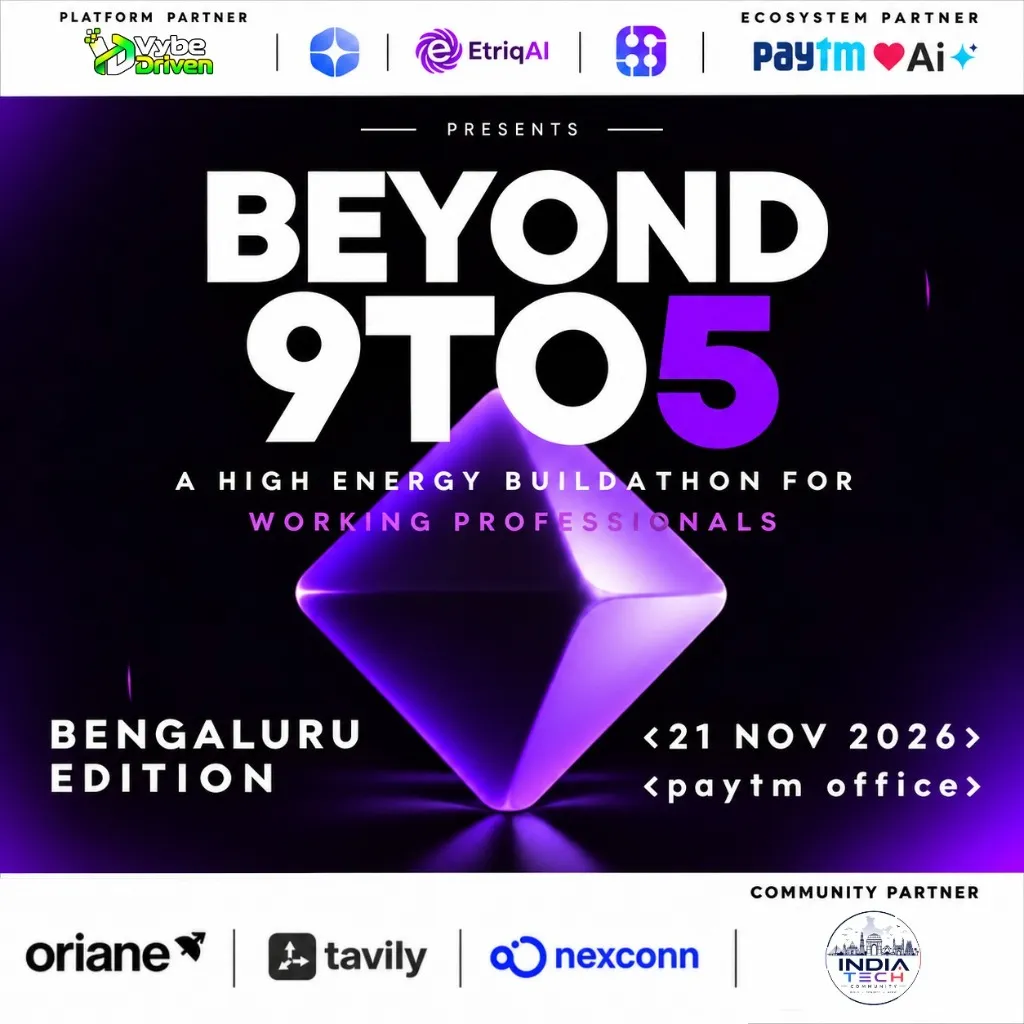 PLATFORM PARTNER
ECOSYSTEM PARTNER
Vybe
Driven
EtriqAI
paytm Ai
PRESENTS
BEYOND
9TO5
A HIGH ENERGY BUILDATHON FOR
WORKING PROFESSIONALS
BENGALURU
EDITION
<21 NOV 2026>
<paytm office>
COMMUNITY PARTNER
oriane
tavily
nexconn
INDIA
TECH
COMMUNITY